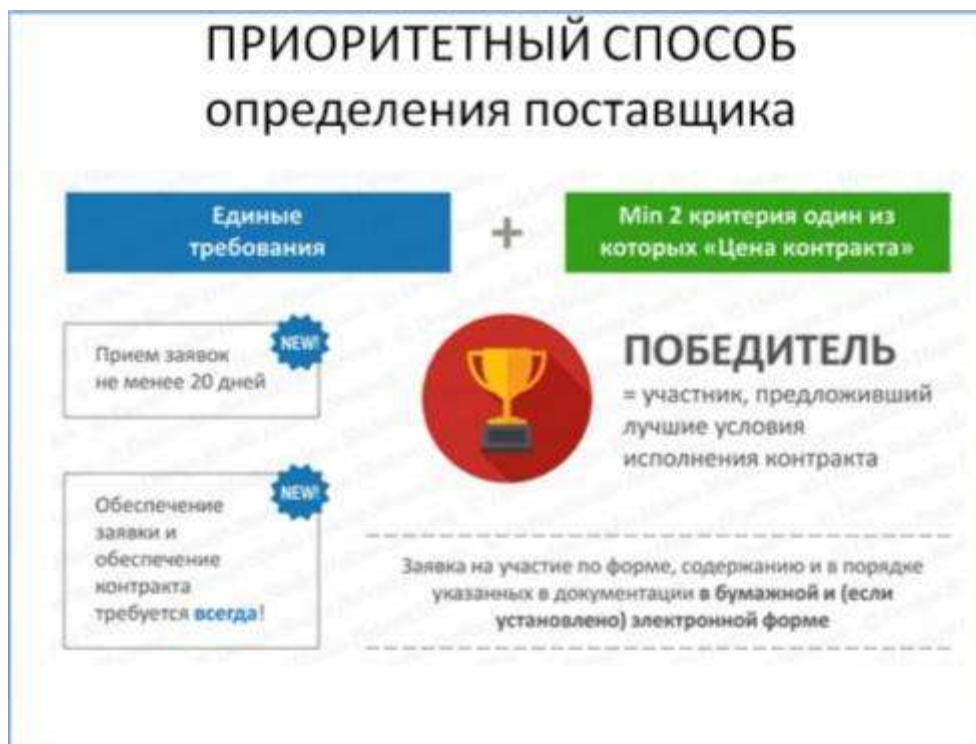 ПРИОРИТЕТНЫЙ СПОСОБ
определения поставщика
Единые
требования
+
Min 2 критерия один из
которых «Цена контракта»
NEW!
Прием заявок
не менее 20 дней
ПОБЕДИТЕЛЬ
= участник, предложивший
лучшие условия
исполнения контракта
NEW!
Обеспечение
заявки и
обеспечение
контракта
требуется всегда!
Заявка на участие по форме, содержанию и в порядке
указанных в документации в бумажной и (если
установлено) электронной форме